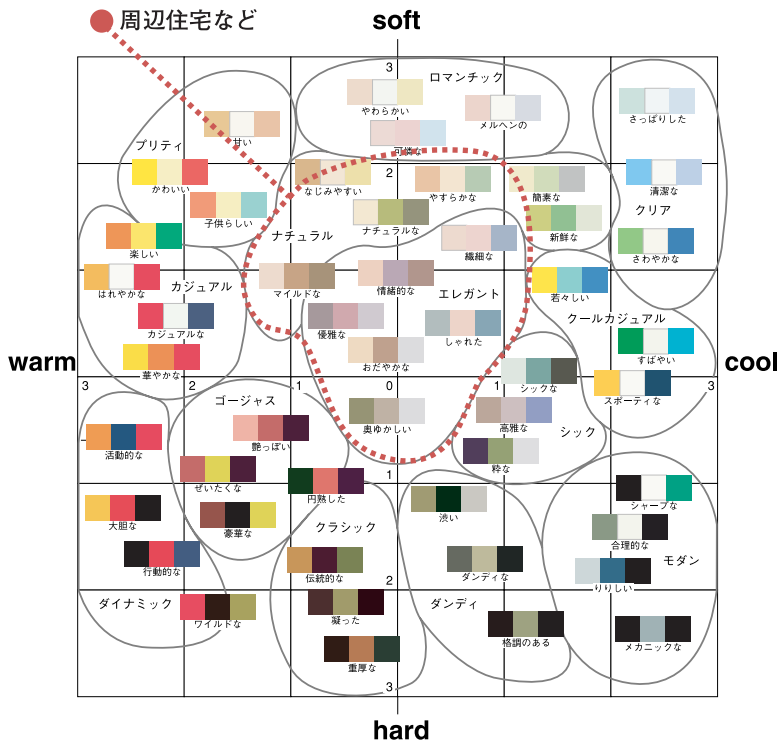 周辺住宅など
soft
3
ロマンチック
やわらかい
メルヘンの
さっぱりした
甘い
可憐な
プリティ
2
かわいい
なじみやすい
やすらかな
簡素な
清潔な
子供らしい
ナチュラルな
新鮮な
クリア
楽しい
ナチュラル
繊細な
さわやかな
はれやかな
カジュアル
マイルドな
情緒的な
エレガント
若々しい
カジュアルな
優雅な
しゃれた
クールカジュアル
華やかな
おだやかな
すばやい
warm
cool
3
2
1
0
1
3
シックな
スポーティな
ゴージャス
奥ゆかしい
高雅な
シック
艶っぽい
活動的な
粋な
ぜいたくな
1
円熟した
シャープな
大胆な
豪華な
クラシック
渋い
合理的な
行動的な
伝統的な
ダンディな
モダン
りりしい
2
ダイナミック
ワイルドな
凝った
ダンディ
格調のある
メカニックな
重厚な
3
hard